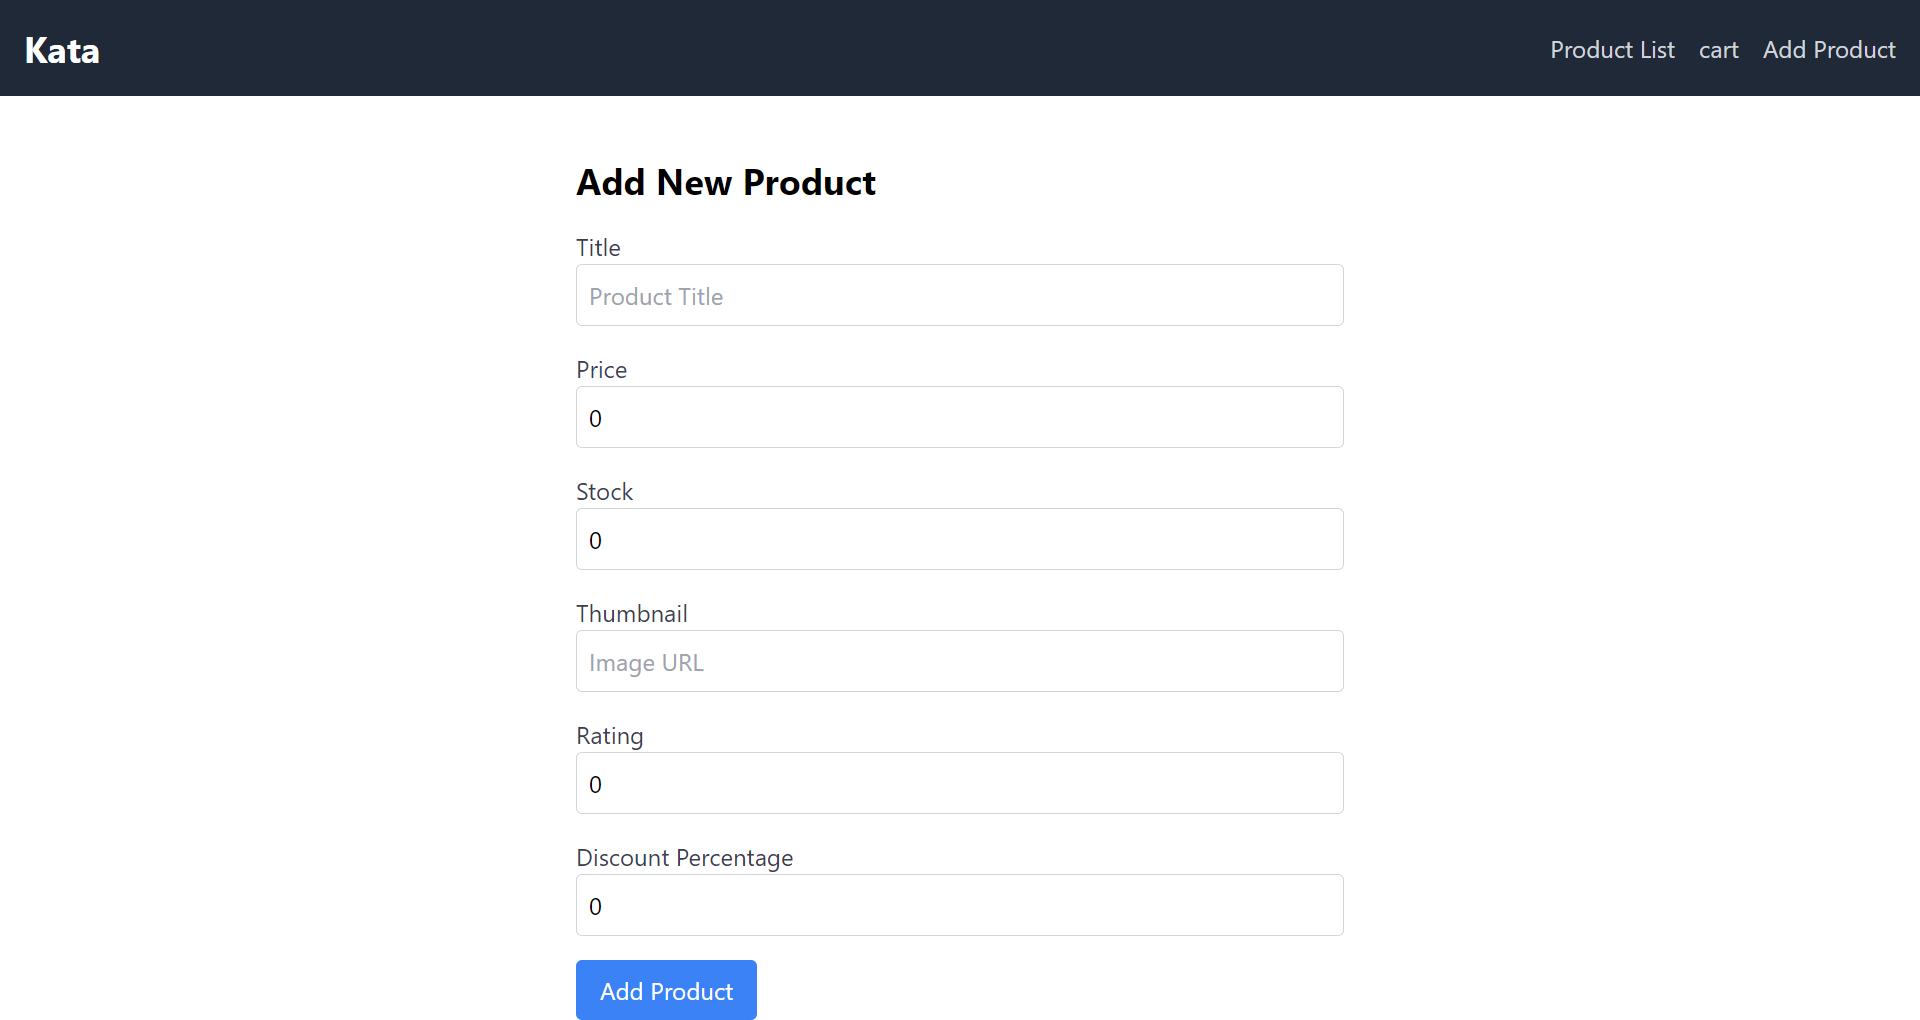 Kata
Product List cart Add Product
Add New Product
Title
Product Title
Price
0
Stock
0
Thumbnail
Image URL
Rating
0
Discount Percentage
0
Add Product